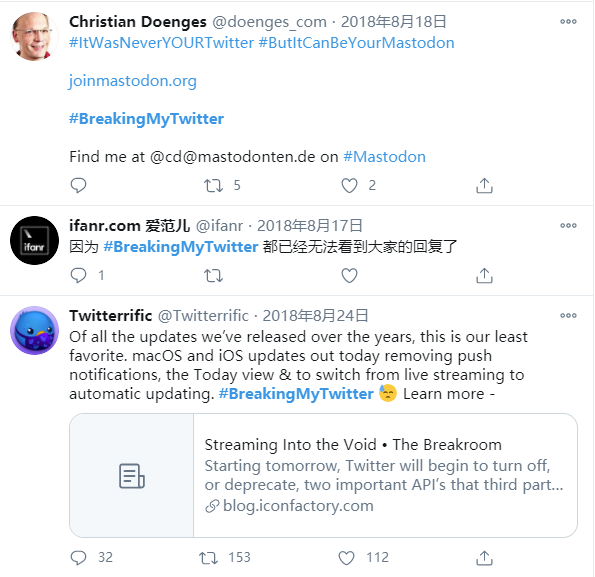 Christian Doenges @doenges_com · 2018年8月18日
#ItWasNeverYOURTwitter #ButItCanBeYourMastodon
joinmastodon.org
#BreakingMyTwitter
Find me at @cd@mastodonten.de on #Mastodon
5 2
ifanr.com 爱范儿 @ifanr · 2018年8月17日
ifanr
因为 #BreakingMyTwitter 都已经无法看到大家的回复了
1
Twitterrific @Twitterrific · 2018年8月24日
Of all the updates we’ve released over the years, this is our least
favorite. macOS and iOS updates out today removing push
notifications, the Today view & to switch from live streaming to
automatic updating. #BreakingMyTwitter 😓 Learn more -
Streaming Into the Void • The Breakroom
Starting tomorrow, Twitter will begin to turn off,
or deprecate, two important API’s that third part...
blog.iconfactory.com
32 153 112